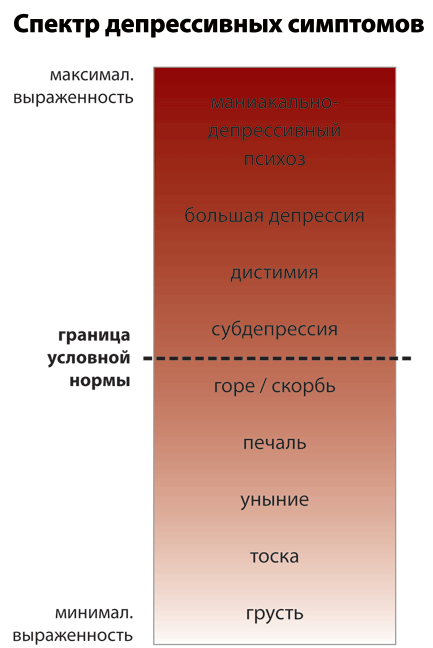 Спектр депрессивных симптомов
максимал.
выраженность
маниакально-
депрессивный
психоз
большая депрессия
дистимия
субдепрессия
граница
условной
нормы
горе / скорбь
печаль
уныние
тоска
грусть
минимал.
выраженность